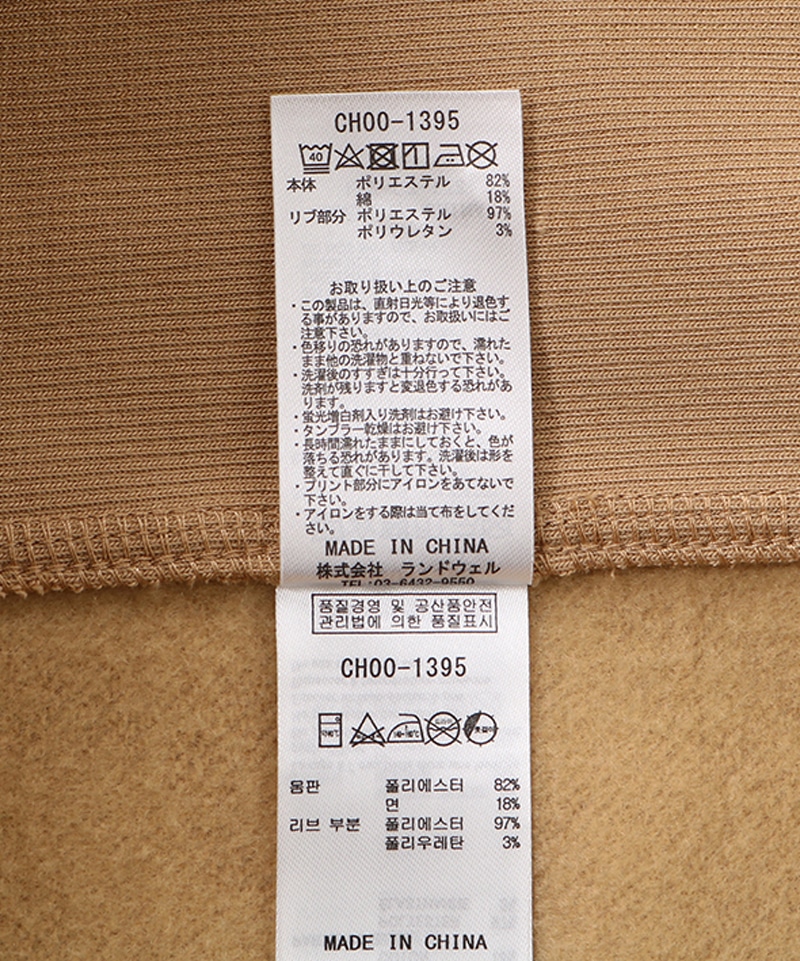 CH00-1395
40
本体 ポリエステル 82%
綿 18%
リブ部分 ポリエステル 97%
ポリウレタン 3%
お取り扱い上のご注意
・この製品は、直射日光等により退色す
る事がありますので、お取扱いにはご
注意下さい。
・色移りの恐れがありますので、濡れた
まま他の洗濯物と重ねないで下さい。
・洗濯後のすすぎは十分行って下さい。
洗剤が残りますと変退色する恐れがあ
ります。
・蛍光増白剤入り洗剤はお避け下さい。
・タンブラー乾燥はお避け下さい。
・長時間濡れたままにしておくと、色が
落ちる恐れがあります。洗濯後は形を
整えて直ぐに干して下さい。
・プリント部分にアイロンをあてないで
下さい。
・アイロンをする際は当て布をしてくだ
さい。
MADE IN CHINA
株式会社 ランドウェル
TEL:03-6432-9550
품질경영 및 공산품안전
관리법에 의한 품질표시
CH00-1395
몸판 폴리에스터 82%
면 18%
리브 부분 폴리에스터 97%
폴리우레탄 3%
MADE IN CHINA